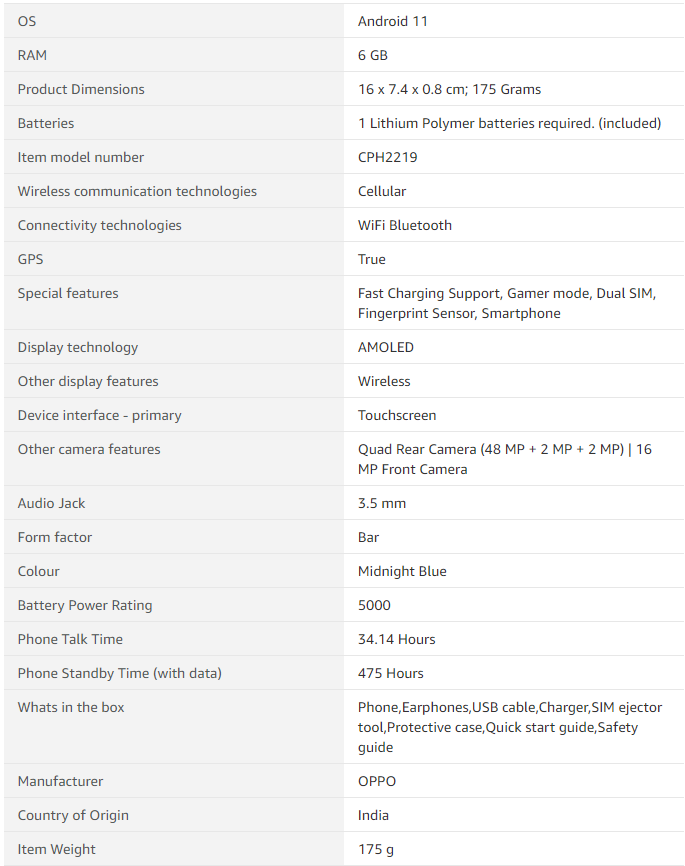 OS Android 11
RAM 6 GB
Product Dimensions 16 x 7.4 x 0.8 cm; 175 Grams
Batteries 1 Lithium Polymer batteries required. (included)
Item model number CPH2219
Wireless communication technologies Cellular
Connectivity technologies WiFi Bluetooth
GPS True
Special features Fast Charging Support, Gamer mode, Dual SIM,
Fingerprint Sensor, Smartphone
Display technology AMOLED
Other display features Wireless
Device interface - primary Touchscreen
Other camera features Quad Rear Camera (48 MP + 2 MP + 2 MP) | 16
MP Front Camera
Audio Jack 3.5 mm
Form factor Bar
Colour Midnight Blue
Battery Power Rating 5000
Phone Talk Time 34.14 Hours
Phone Standby Time (with data) 475 Hours
Whats in the box Phone,Earphones,USB cable,Charger,SIM ejector
tool,Protective case,Quick start guide,Safety
guide
Manufacturer OPPO
Country of Origin India
Item Weight 175 g